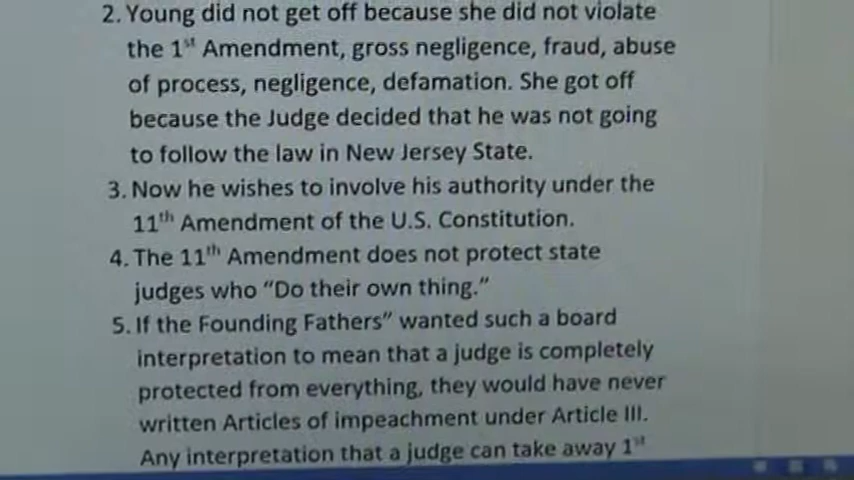 2. Young did not get off because she did not violate
the 1st Amendment, gross negligence, fraud, abuse
of process, negligence, defamation. She got off
because the Judge decided that he was not going
to follow the law in New Jersey State.
3. Now he wishes to involve his authority under the
11th Amendment of the U.S. Constitution.
4. The 11th Amendment does not protect state
judges who “Do their own thing.”
5. If the Founding Fathers” wanted such a board
interpretation to mean that a judge is completely
protected from everything, they would have never
written Articles of impeachment under Article III.
Any interpretation that a judge can take away 1st